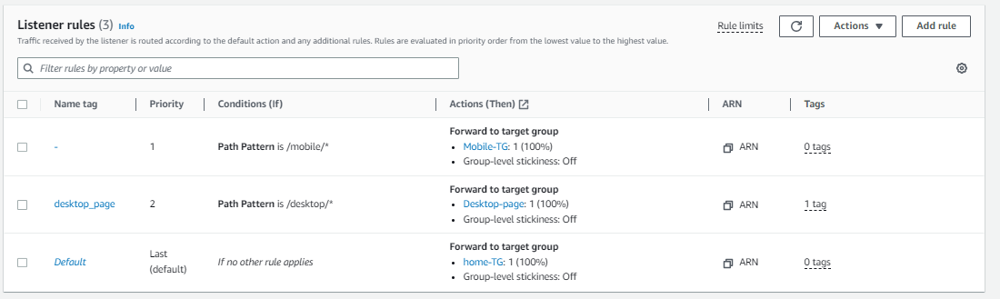 Listener rules (3) Info
Rule limits
Actions
Add rule
Traffic received by the listener is routed according to the default action and any additional rules. Rules are evaluated in priority order from the lowest value to the highest value.
Filter rules by property or value
Name tag Priority Conditions (If) Actions (Then) ARN Tags
Forward to target group
- 1 Path Pattern is /mobile/* • Mobile-TG: 1 (100%) ARN 0 tags
• Group-level stickiness: Off
Forward to target group
desktop_page 2 Path Pattern is /desktop/* • Desktop-page: 1 (100%) ARN 1 tag
• Group-level stickiness: Off
Forward to target group
Default Last (default) If no other rule applies • home-TG: 1 (100%) ARN 0 tags
• Group-level stickiness: Off